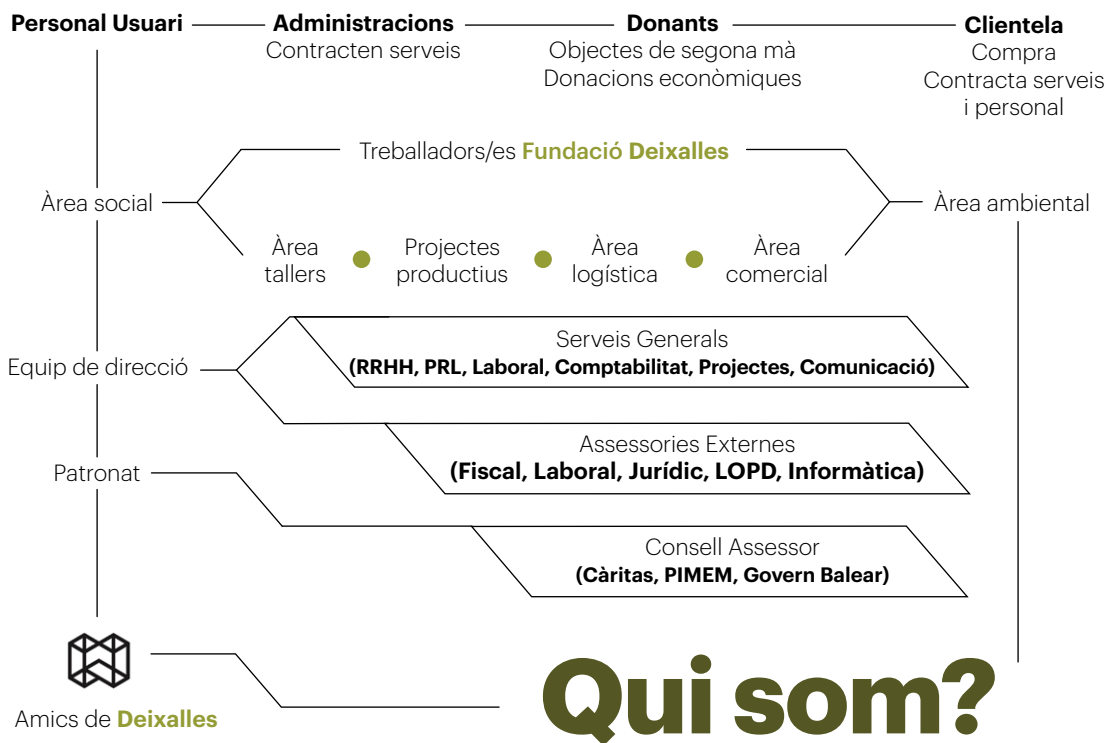 Personal Usuari
Administracions
Contracten serveis
Donants
Objectes de segona mà
Donacions econòmiques
Clientela
Compra
Contracta serveis
i personal
Treballadors/es Fundació Deixalles
Àrea social
Àrea ambiental
Àrea
tallers
Projectes
productius
Àrea
logística
Àrea
comercial
Equip de direcció
Serveis Generals
(RRHH, PRL, Laboral, Comptabilitat, Projectes, Comunicació)
Assessories Externes
(Fiscal, Laboral, Jurídic, LOPD, Informàtica)
Patronat
Consell Assessor
(Càritas, PIMEM, Govern Balear)
Amics de Deixalles
Qui som?